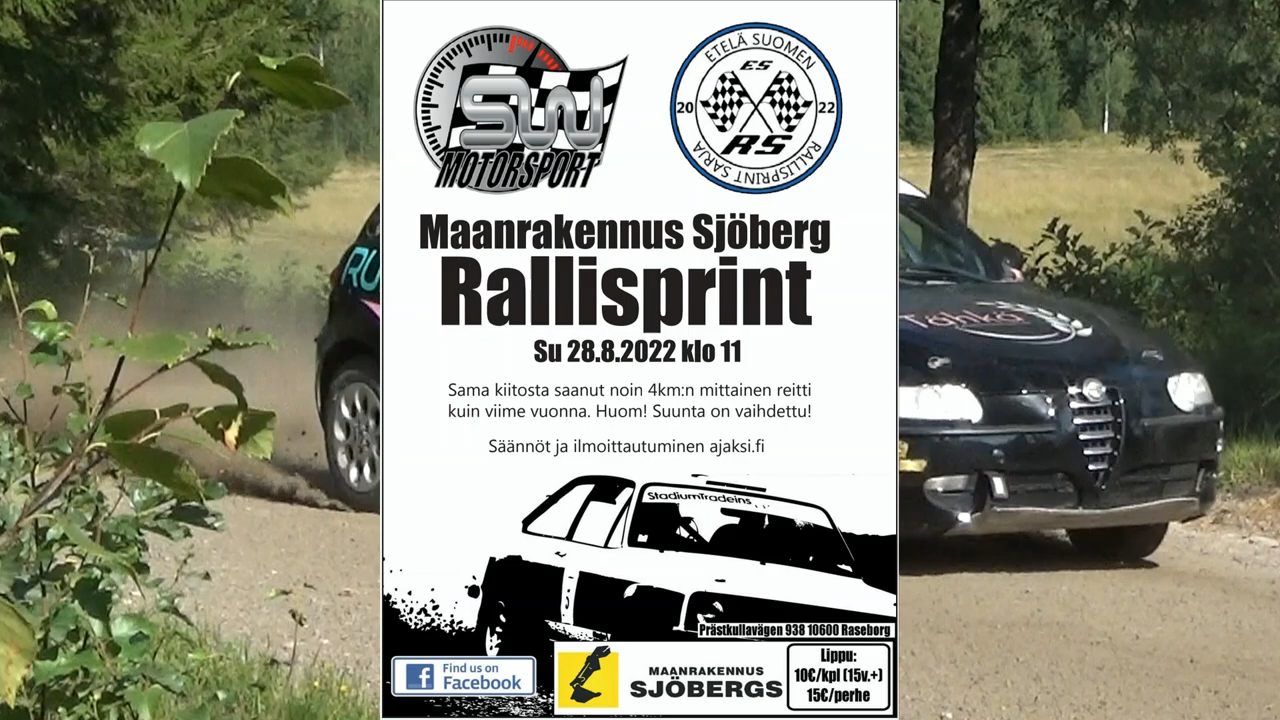 SW
MOTORSPORT
ETELÄ SUOMEN
ES
20 22
RS
RALLISPRINT SARJA
Maanrakennus Sjöberg
Rallisprint
Su 28.8.2022 klo 11
Sama kiitosta saanut noin 4km:n mittainen reitti
kuin viime vuonna. Huom! Suunta on vaihdettu!
Säännöt ja ilmoittautuminen ajaksi.fi
StadiumTradeins
Prästkullavägen 938 10600 Raseborg
Find us on
Facebook
MAANRAKENNUS
SJÖBERGS
Lippu:
10€/kpl (15v.+)
15€/perhe
RU
Tähkä